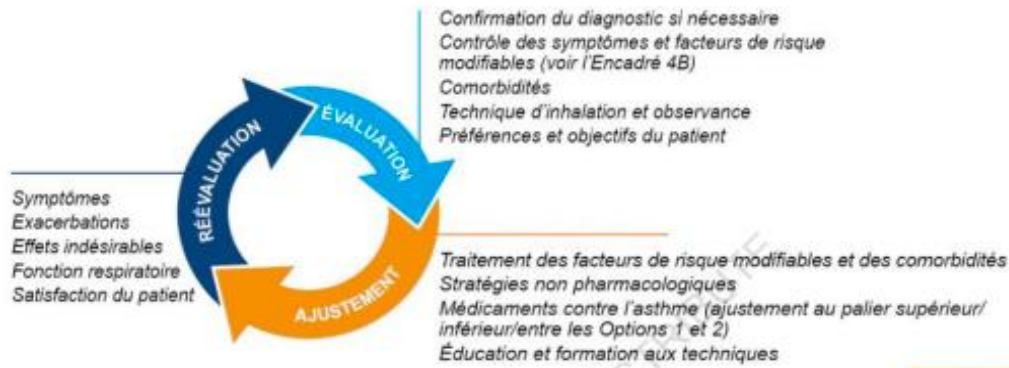 Confirmation du diagnostic si nécessaire
Contrôle des symptômes et facteurs de risque
modifiables (voir l'Encadré 4B)
Comorbidités
Technique d'inhalation et observance
Préférences et objectifs du patient
ÉVALUATION
RÉÉVALUATION
AJUSTEMENT
Symptômes
Exacerbations
Effets indésirables
Fonction respiratoire
Satisfaction du patient
Traitement des facteurs de risque modifiables et des comorbidités
Stratégies non pharmacologiques
Médicaments contre l'asthme (ajustement au palier supérieur/
inférieur/entre les Options 1 et 2)
Éducation et formation aux techniques